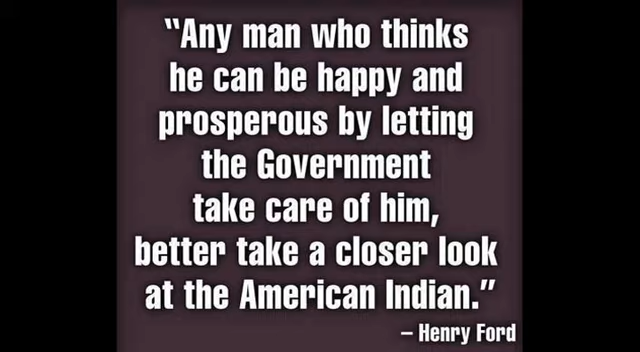 “Any man who thinks
he can be happy and
prosperous by letting
the Government
take care of him,
better take a closer look
at the American Indian.”
– Henry Ford